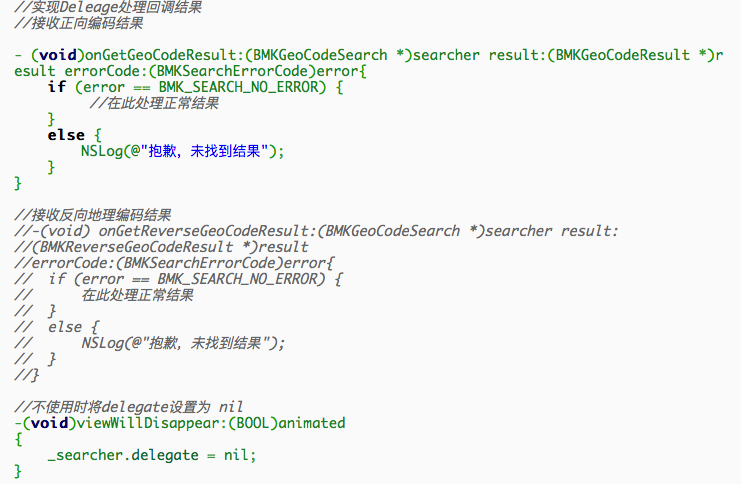 //实现Deleage处理回调结果
//接收正向编码结果
- (void)onGetGeoCodeResult:(BMKGeoCodeSearch *)searcher result:(BMKGeoCodeResult *)r
esult errorCode:(BMKSearchErrorCode)error{
    if (error == BMK_SEARCH_NO_ERROR) {
         //在此处理正常结果
    }
    else {
        NSLog(@"抱歉，未找到结果");
    }
}
//接收反向地理编码结果
//-(void) onGetReverseGeoCodeResult:(BMKGeoCodeSearch *)searcher result:
//(BMKReverseGeoCodeResult *)result
//errorCode:(BMKSearchErrorCode)error{
//  if (error == BMK_SEARCH_NO_ERROR) {
//      在此处理正常结果
//  }
//  else {
//      NSLog(@"抱歉，未找到结果");
//  }
//}
//不使用时将delegate设置为 nil
-(void)viewWillDisappear:(BOOL)animated
{
    _searcher.delegate = nil;
}